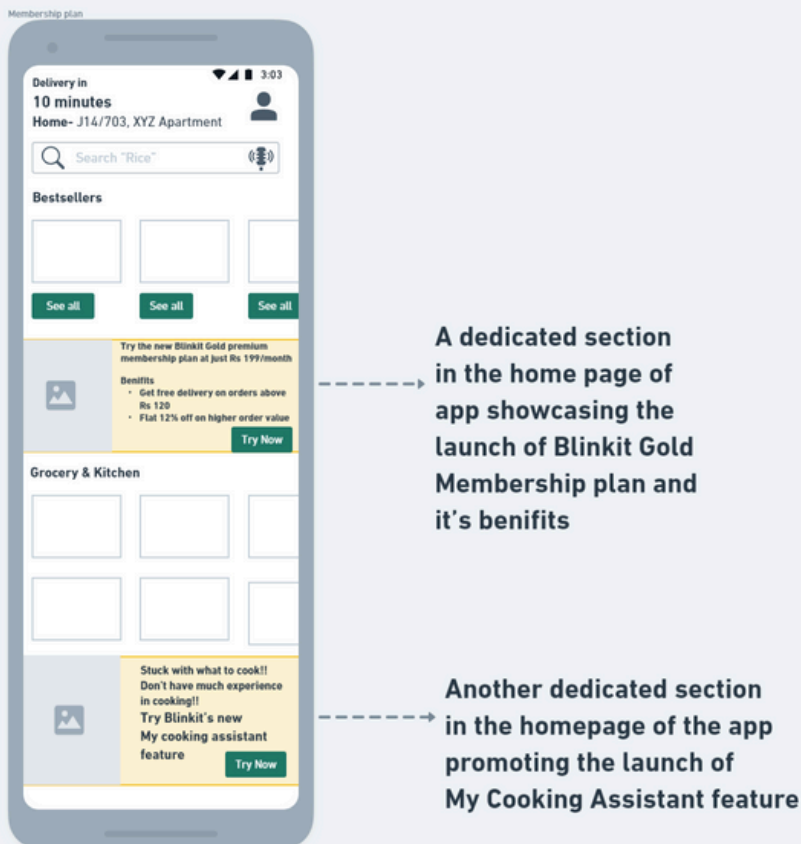 Membership plan
3:03
Delivery in
10 minutes
Home- J14/703, XYZ Apartment
Search "Rice"
Bestsellers
See all
See all
See all
Try the new Blinkit Gold premium
membership plan at just Rs 199/month
Benifits
• Get free delivery on orders above
Rs 120
• Flat 12% off on higher order value
Try Now
A dedicated section
in the home page of
app showcasing the
launch of Blinkit Gold
Membership plan and
it's benifits
Grocery & Kitchen
Stuck with what to cook!!
Don't have much experience
in cooking!!
Try Blinkit's new
My cooking assistant
feature
Try Now
Another dedicated section
in the homepage of the app
promoting the launch of
My Cooking Assistant feature